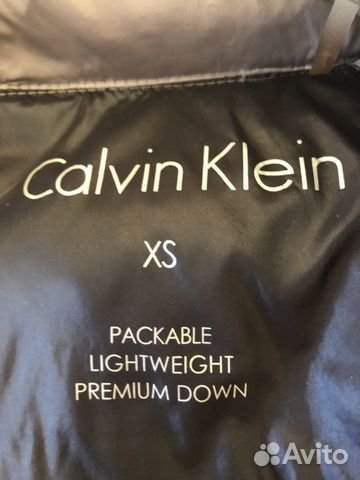 Calvin Klein
XS
PACKABLE
LIGHTWEIGHT
PREMIUM DOWN
Avito